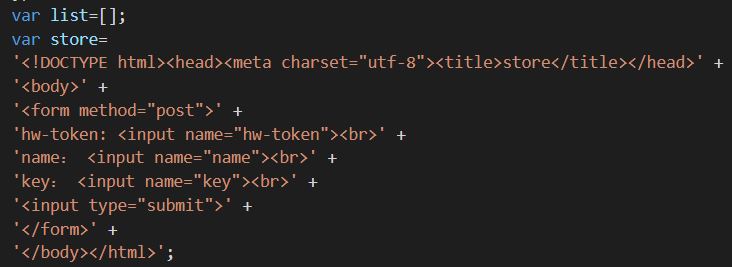 var list=[];
var store=
'<!DOCTYPE html><head><meta charset="utf-8"><title>store</title></head>' +
'<body>' +
'<form method="post">' +
'hw-token: <input name="hw-token"><br>' +
'name： <input name="name"><br>' +
'key： <input name="key"><br>' +
'<input type="submit">' +
'</form>' +
'</body></html>';